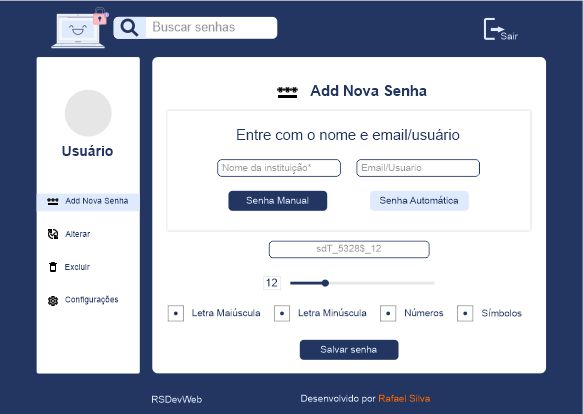 Buscar senhas
Sair
Usuário
Add Nova Senha
Alterar
Excluir
Configurações
Add Nova Senha
Entre com o nome e email/usuário
Nome da instituição*
Email/Usuario
Senha Manual
Senha Automática
sdT_5328$_12
12
Letra Maiúscula
Letra Minúscula
Números
Símbolos
Salvar senha
RSDevWeb
Desenvolvido por Rafael Silva